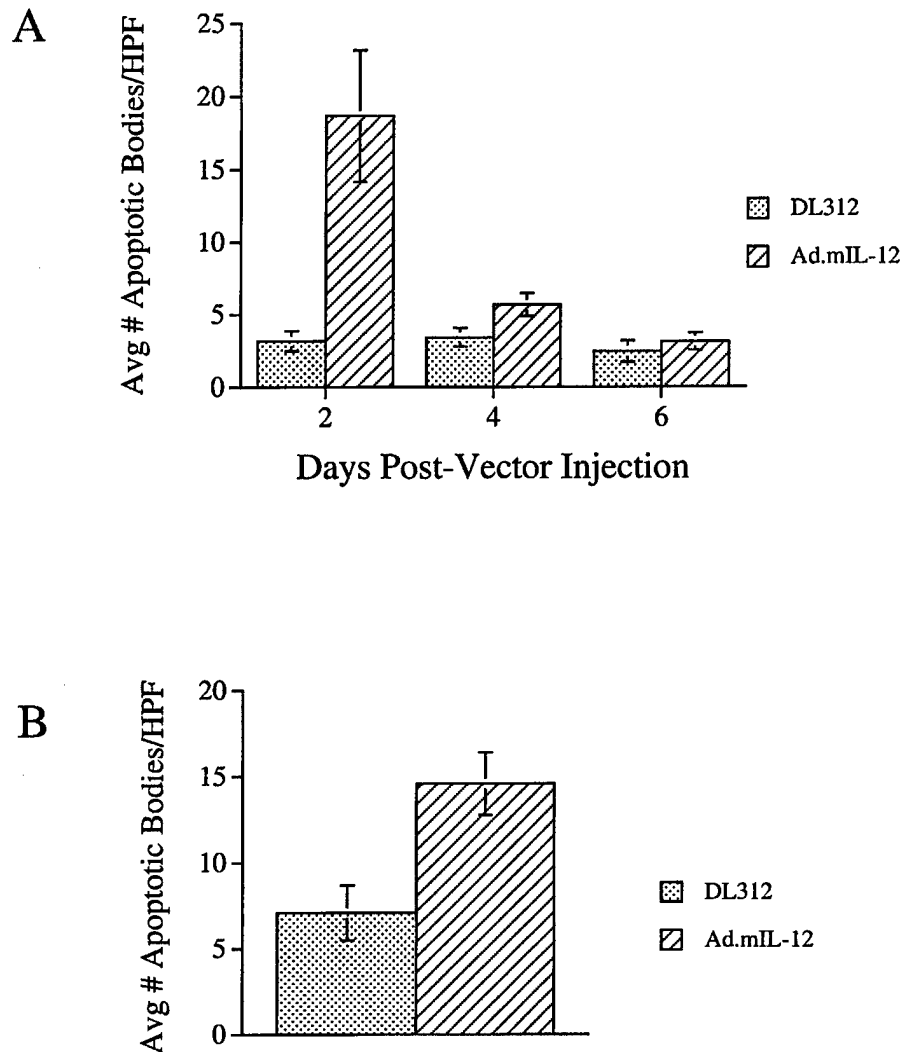 A
Avg # Apoptotic Bodies/HPF
25
20
15
10
5
0
2
4
6
Days Post-Vector Injection
DL312
Ad.mIL-12
B
Avg # Apoptotic Bodies/HPF
20
15
10
5
0
DL312
Ad.mIL-12